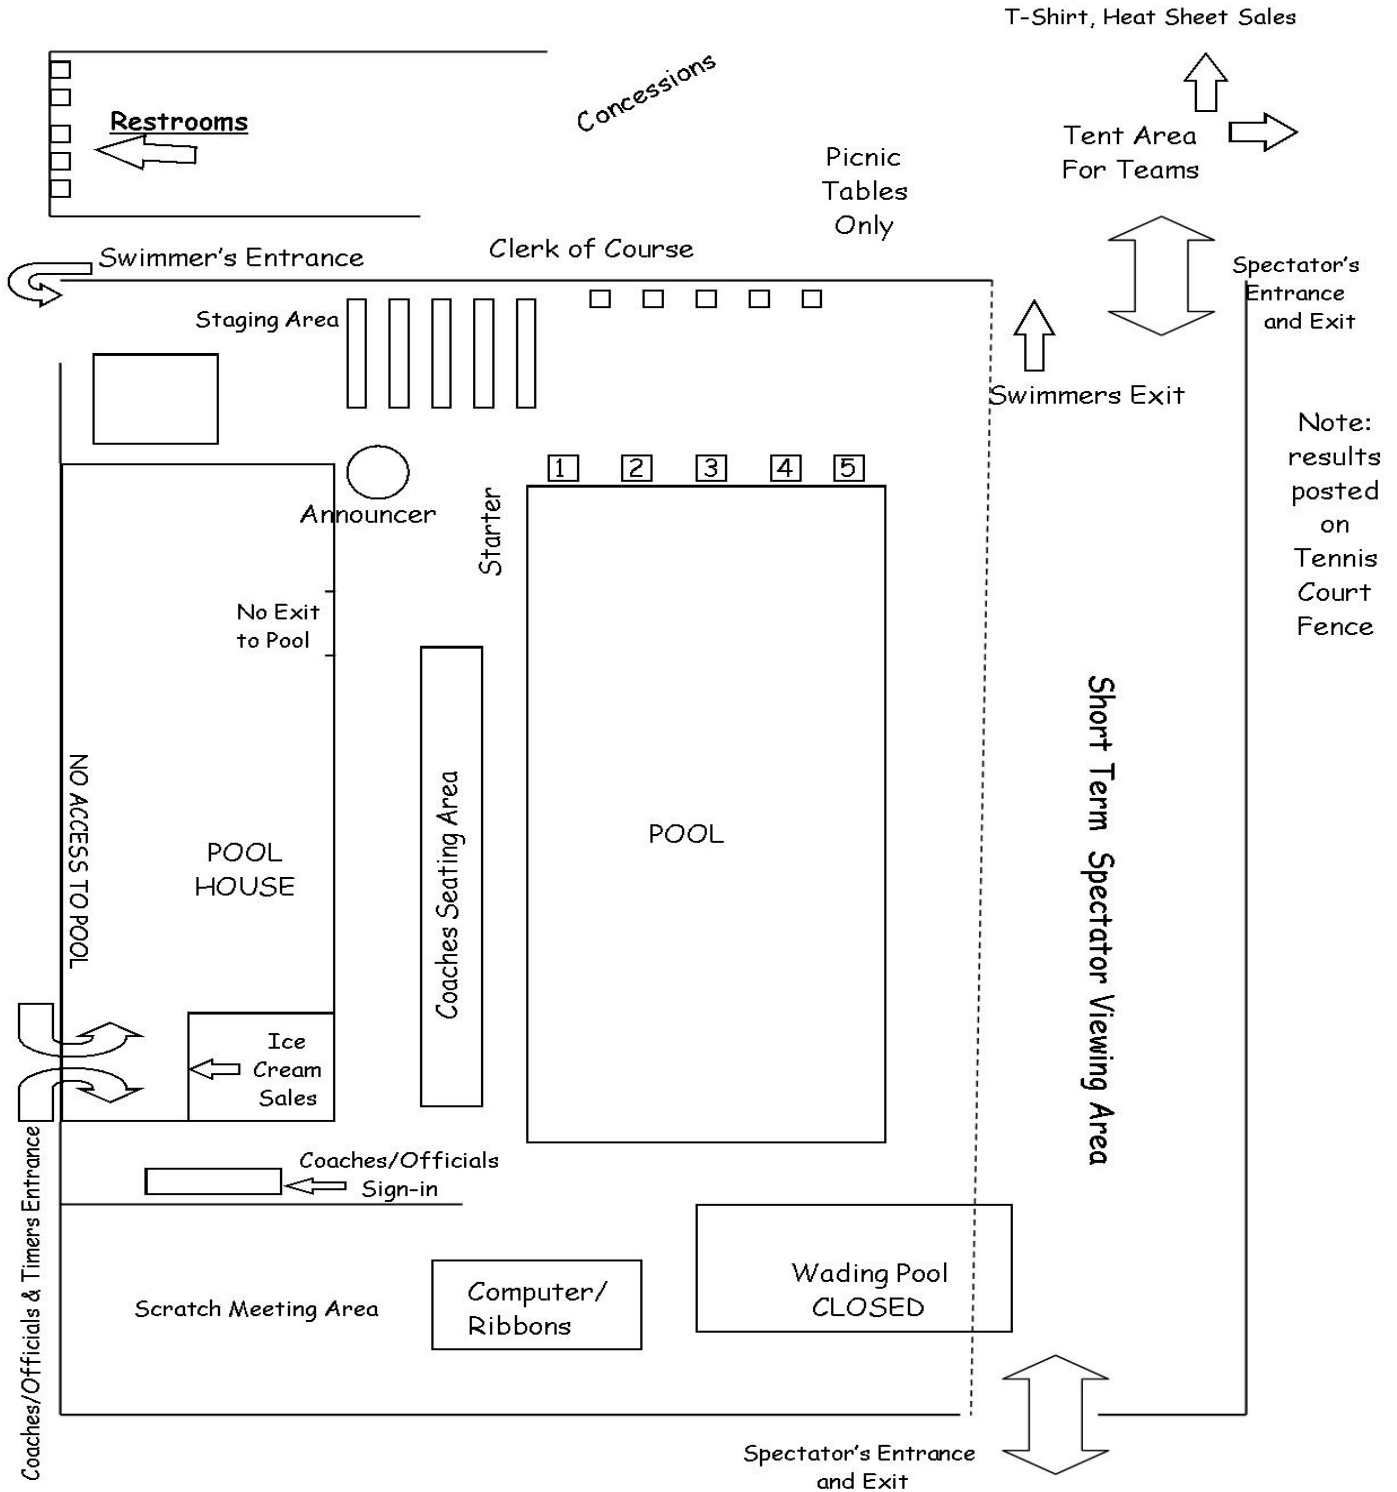 T-Shirt, Heat Sheet Sales
Concessions
Restrooms
Tent Area
For Teams
Picnic
Tables
Only
Swimmer's Entrance
Clerk of Course
Spectator's
Entrance
and Exit
Staging Area
Swimmers Exit
Note:
results
posted
on
Tennis
Court
Fence
1 2 3 4 5
Announcer
Starter
No Exit
to Pool
NO ACCESS TO POOL
POOL
HOUSE
Coaches Seating Area
POOL
Short Term Spectator Viewing Area
Ice
Cream
Sales
Coaches/Officials & Timers Entrance
Coaches/Officials
Sign-in
Scratch Meeting Area
Computer/
Ribbons
Wading Pool
CLOSED
Spectator's Entrance
and Exit